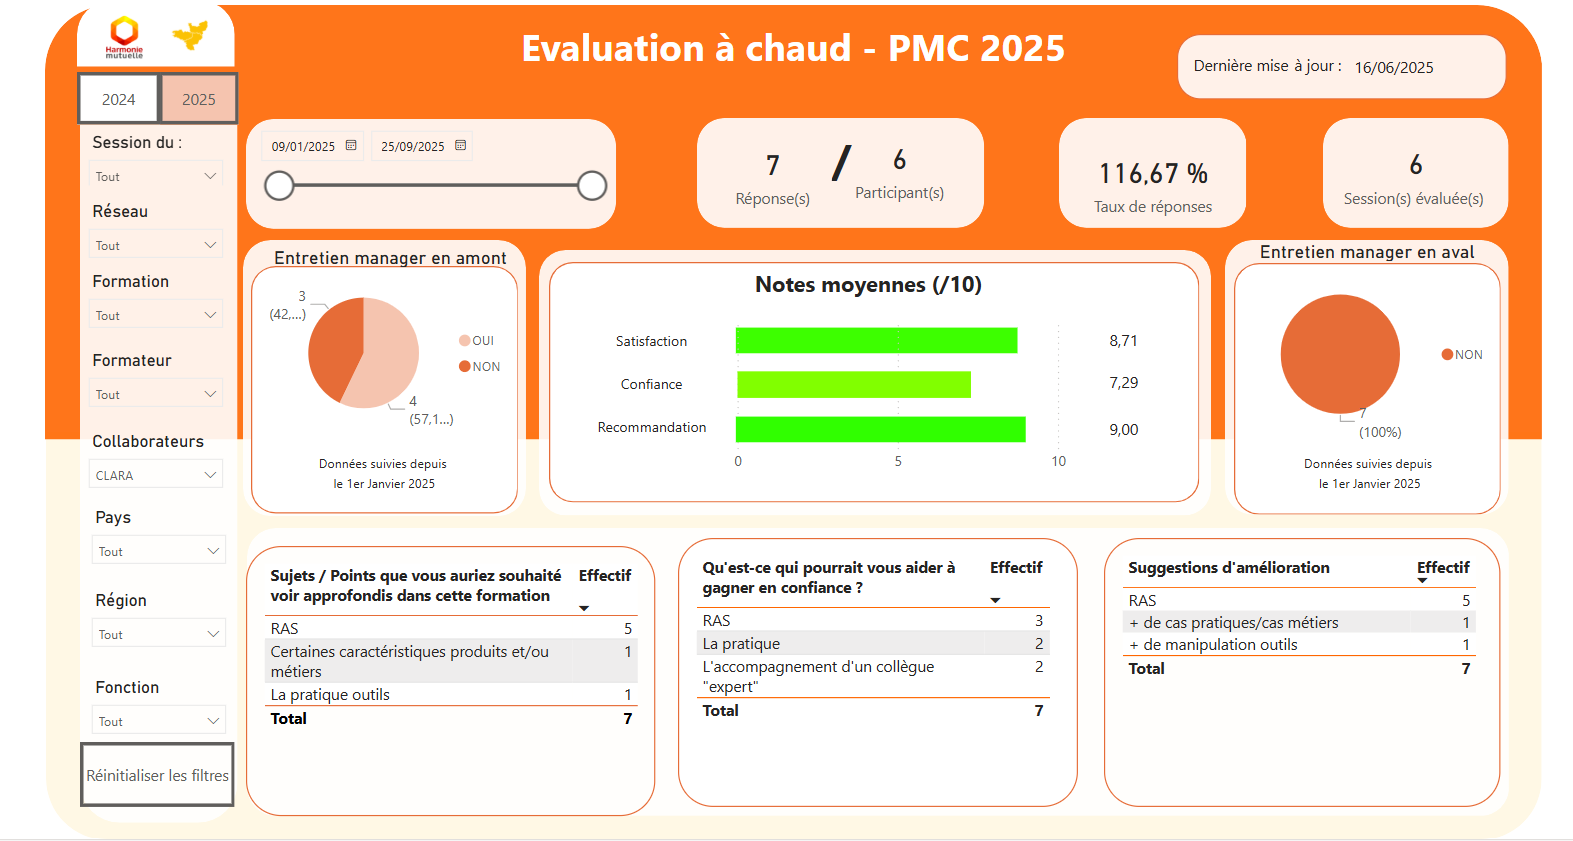 Harmonie
mutuelle
Evaluation à chaud - PMC 2025
Dernière mise à jour : 16/06/2025
2024
2025
Session du :
Tout
Réseau
Tout
Formation
Tout
Formateur
Tout
Collaborateurs
CLARA
Pays
Tout
Région
Tout
Fonction
Tout
Réinitialiser les filtres
09/01/2025
25/09/2025
7 / 6
Réponse(s)
Participant(s)
116,67 %
Taux de réponses
6
Session(s) évaluée(s)
Entretien manager en amont
3
(42,...)
OUI
NON
4
(57,1...)
Données suivies depuis
le 1er Janvier 2025
Notes moyennes (/10)
Satisfaction 8,71
Confiance 7,29
Recommandation 9,00
0 5 10
Entretien manager en aval
NON
7
(100%)
Données suivies depuis
le 1er Janvier 2025
Sujets / Points que vous auriez souhaité Effectif
voir approfondis dans cette formation
RAS 5
Certaines caractéristiques produits et/ou 1
métiers
La pratique outils 1
Total 7
Qu'est-ce qui pourrait vous aider à Effectif
gagner en confiance ?
RAS 3
La pratique 2
L'accompagnement d'un collègue 2
"expert"
Total 7
Suggestions d'amélioration Effectif
RAS 5
+ de cas pratiques/cas métiers 1
+ de manipulation outils 1
Total 7